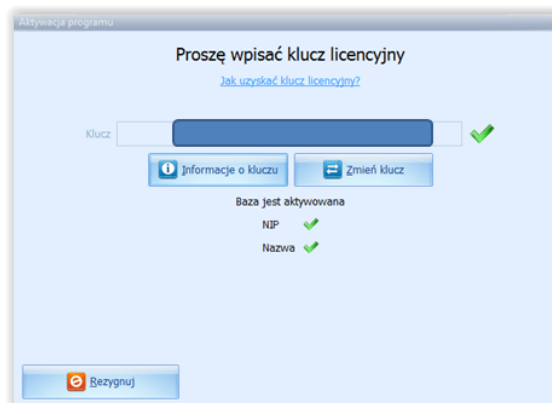 Aktywacja programu
Proszę wpisać klucz licencyjny
Jak uzyskać klucz licencyjny?
Klucz
Informacje o kluczu
Zmień klucz
Baza jest aktywowana
NIP
Nazwa
Rezygnuj